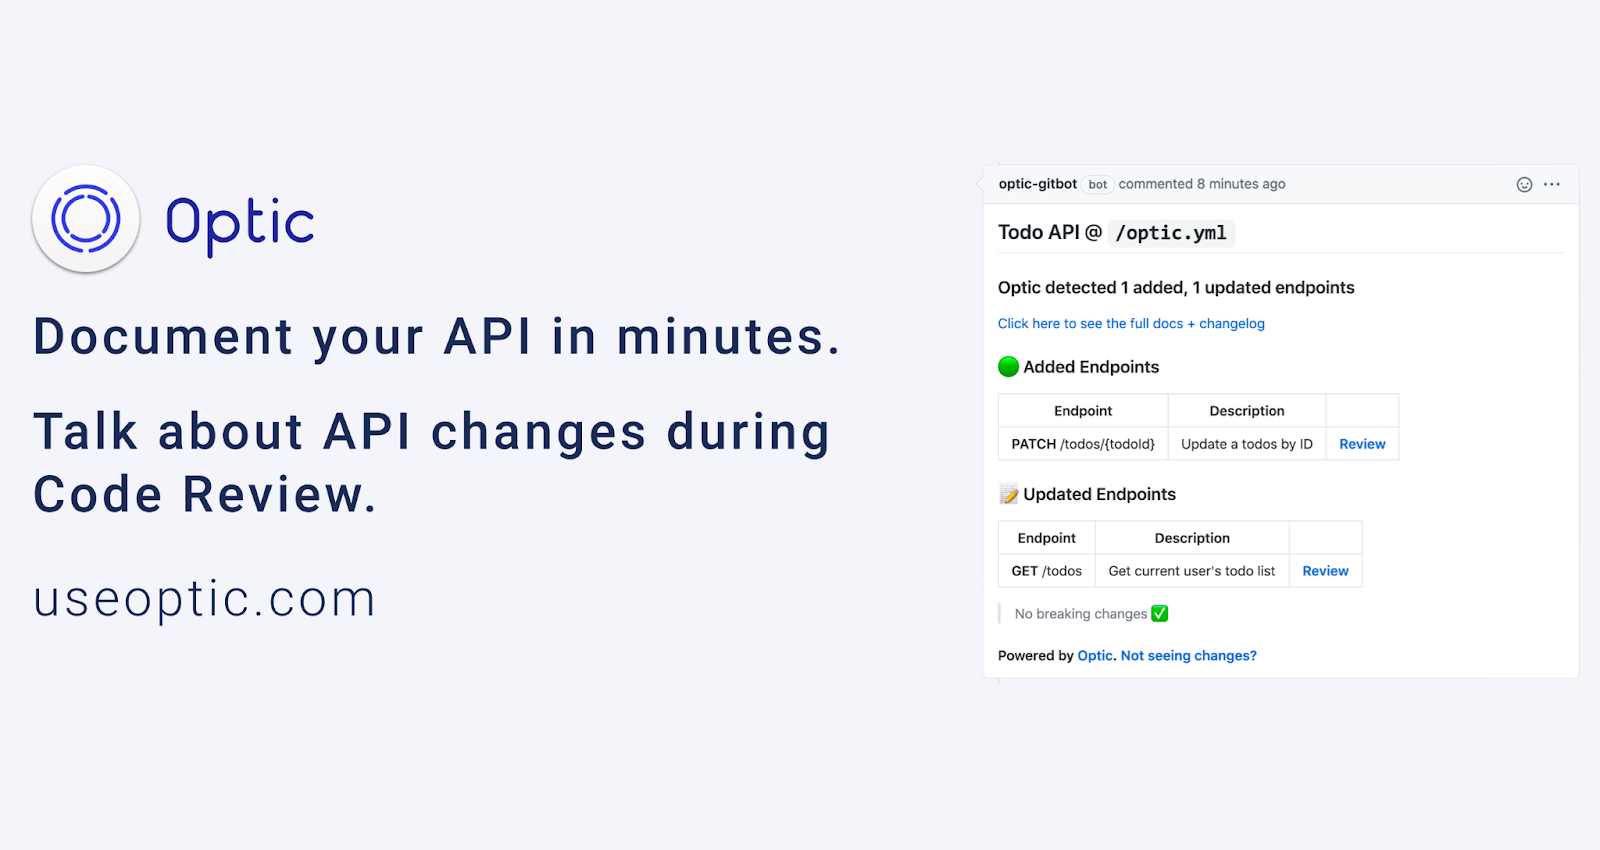 Optic
Document your API in minutes.
Talk about API changes during
Code Review.
useoptic.com
optic-gitbot bot commented 8 minutes ago
Todo API @ /optic.yml
Optic detected 1 added, 1 updated endpoints
Click here to see the full docs + changelog
Added Endpoints
Endpoint Description
PATCH /todos/{todoId} Update a todos by ID Review
Updated Endpoints
Endpoint Description
GET /todos Get current user's todo list Review
No breaking changes
Powered by Optic. Not seeing changes?